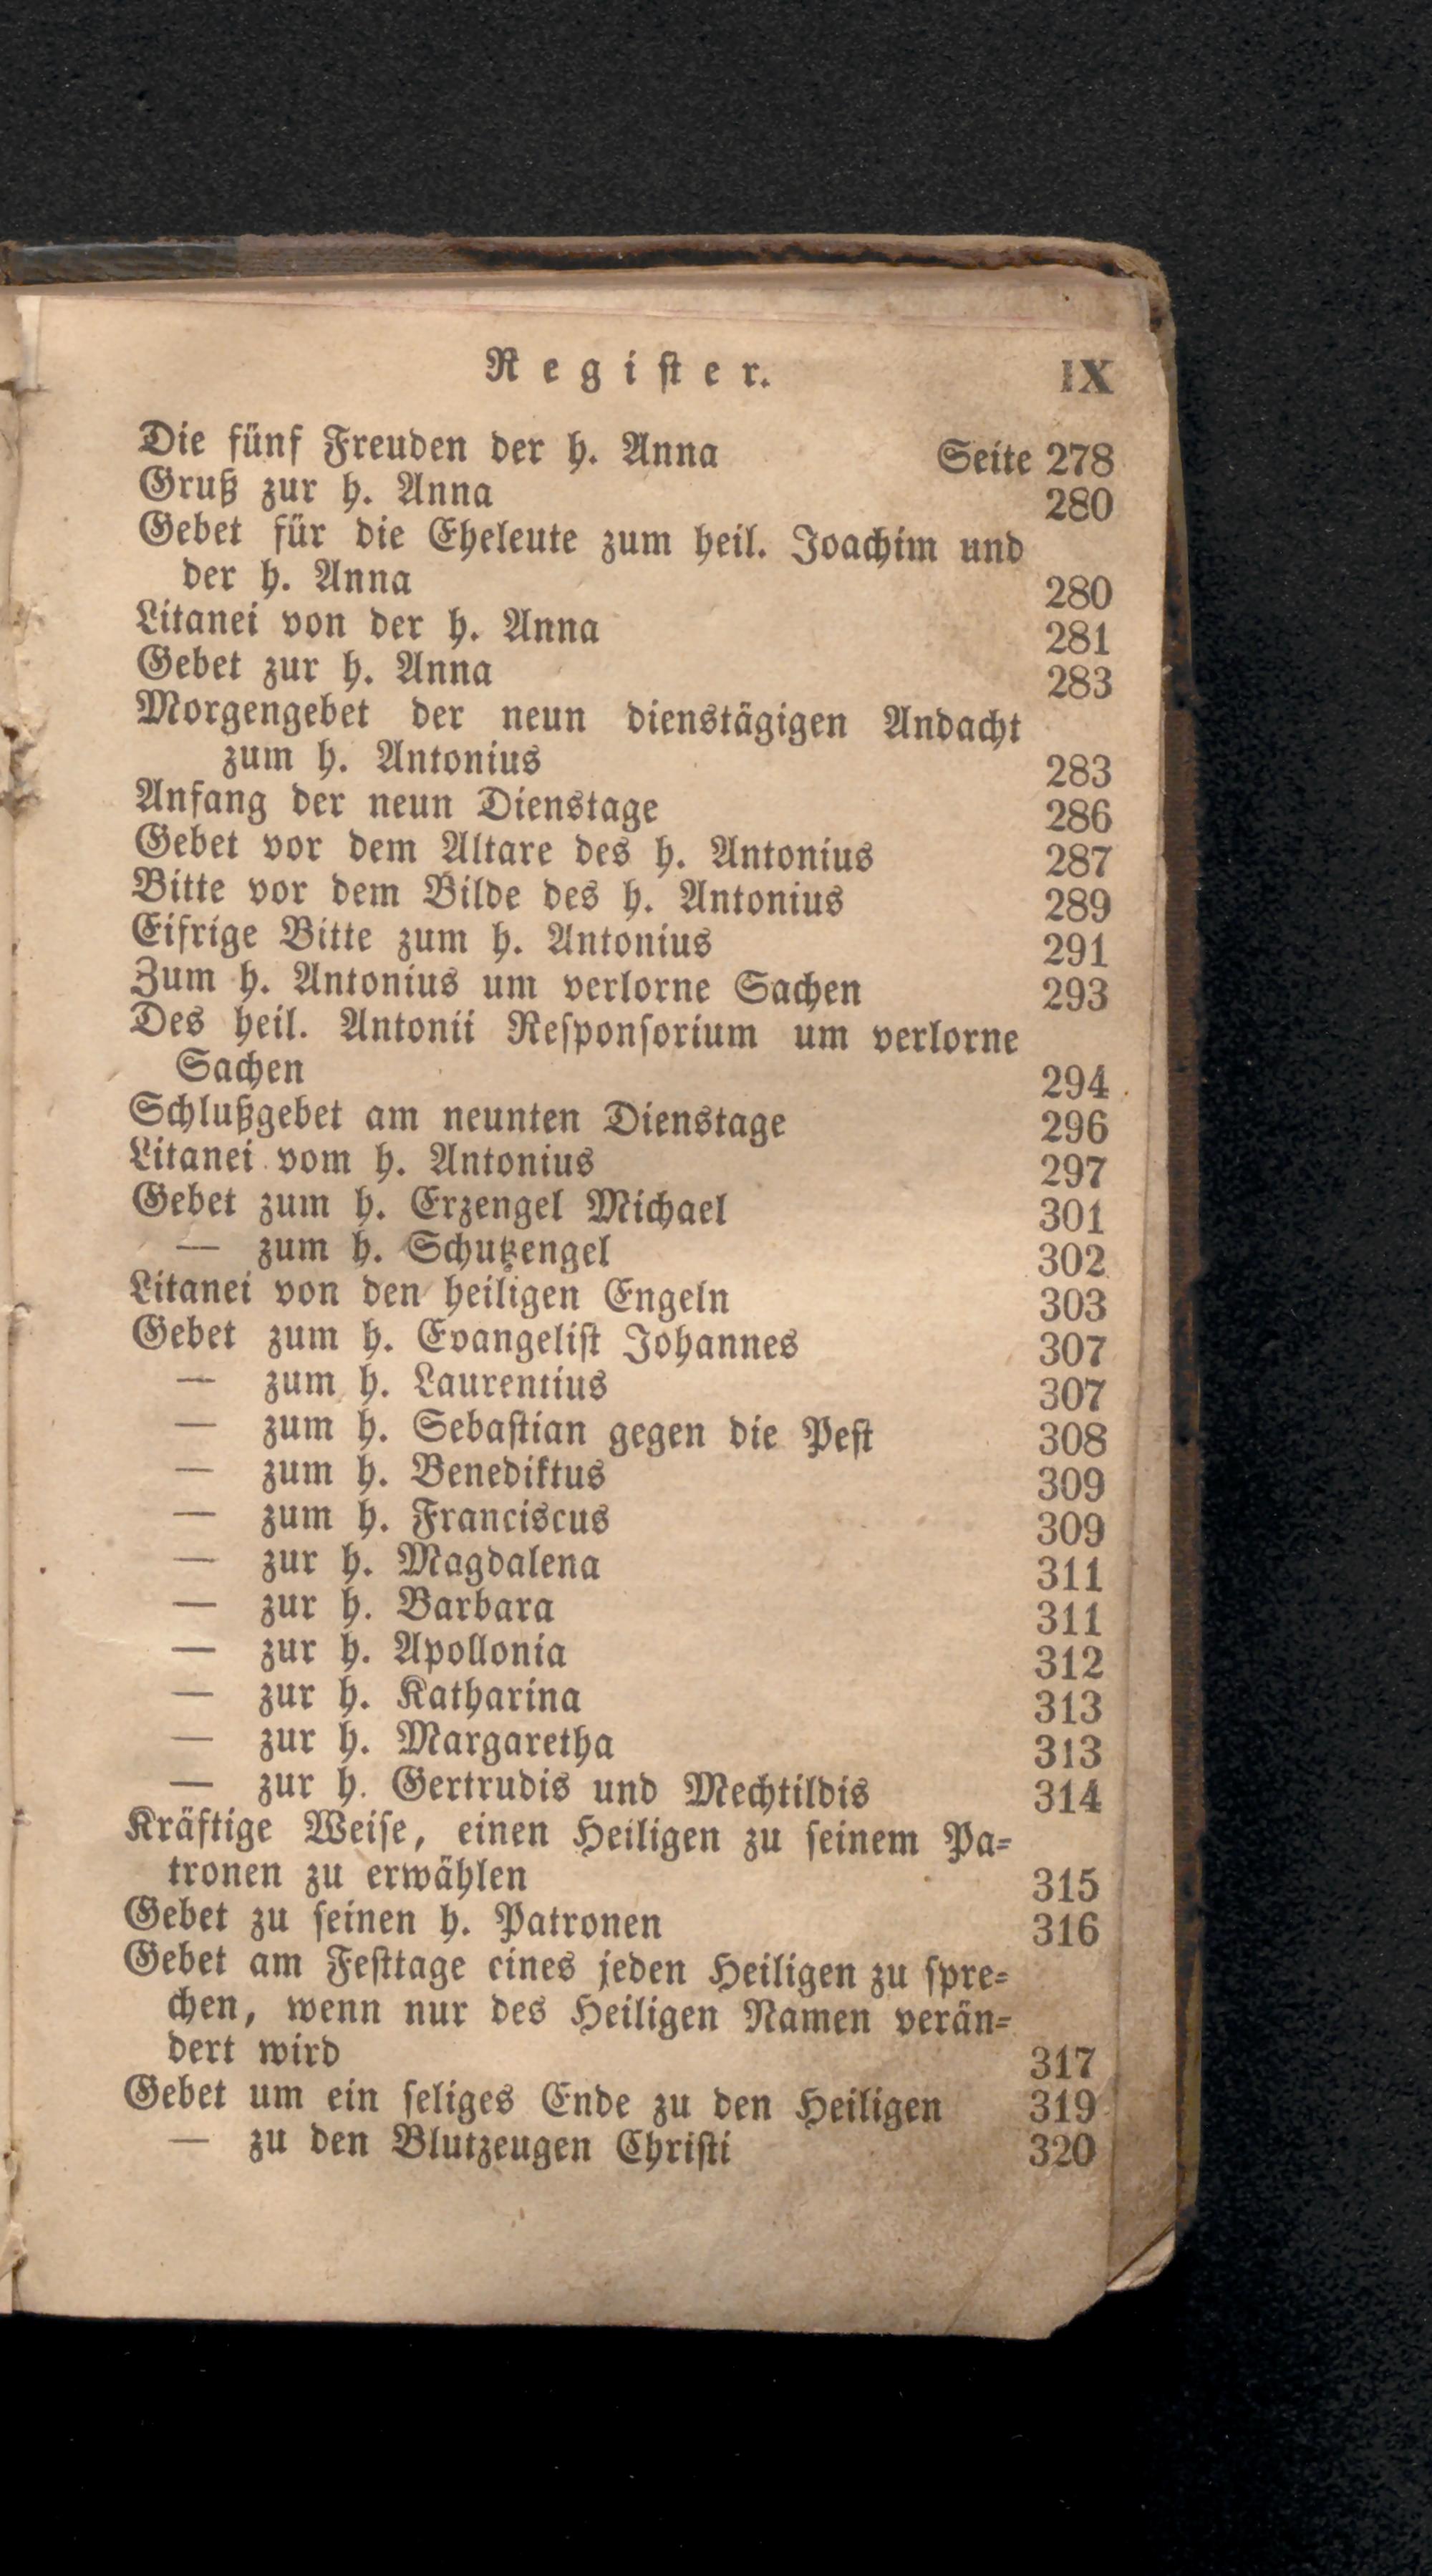 Register. IX
Die fünf Freuden der h. Anna Seite 278
Gruß zur h. Anna 280
Gebet für die Eheleute zum heil. Joachim und
der h. Anna 280
Litanei von der h. Anna 281
Gebet zur h. Anna 283
Morgengebet der neun dienstägigen Andacht
zum h. Antonius 283
Anfang der neun Dienstage 286
Gebet vor dem Altare des h. Antonius 287
Bitte vor dem Bilde des h. Antonius 289
Eifrige Bitte zum h. Antonius 291
Zum h. Antonius um verlorne Sachen 293
Des heil. Antonii Reſponſorium um verlorne
Sachen 294
Schlußgebet am neunten Dienstage 296
Litanei vom h. Antonius 297
Gebet zum h. Erzengel Michael 301
— zum h. Schutzengel 302
Litanei von den heiligen Engeln 303
Gebet zum h. Evangeliſt Johannes 307
— zum h. Laurentius 307
— zum h. Sebaſtian gegen die Peſt 308
— zum h. Benediktus 309
— zum h. Franciscus 309
— zur h. Magdalena 311
— zur h. Barbara 311
— zur h. Apollonia 312
— zur h. Katharina 313
— zur h. Margaretha 313
— zur h. Gertrudis und Mechtildis 314
Kräftige Weiſe, einen Heiligen zu ſeinem Pa-
tronen zu erwählen 315
Gebet zu ſeinen h. Patronen 316
Gebet am Feſttage eines jeden Heiligen zu ſpre-
chen, wenn nur des Heiligen Namen verän-
dert wird 317
Gebet um ein ſeliges Ende zu den Heiligen 319
— zu den Blutzeugen Chriſti 320